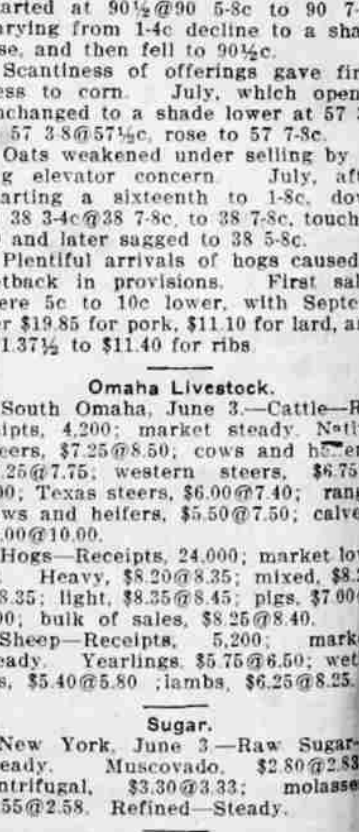 arted at 90½@90 5-8c to 90 7-
arying from 1-4c decline to a sha
se, and then fell to 90½c.
Scantiness of offerings gave fir
ess to corn. July, which open
nchanged to a shade lower at 57
57 3-8@57½c, rose to 57 7-8c.
Oats weakened under selling by
g elevator concern. July, aft
arting a sixteenth to 1-8c, dov
38 3-4c@38 7-8c, to 38 7-8c, touch
and later sagged to 38 5-8c.
Plentiful arrivals of hogs caused
etback in provisions. First sal
ere 5c to 10c lower, with Septe
r $19.85 for pork, $11.10 for lard, a
1.37½ to $11.40 for ribs.
Omaha Livestock.
South Omaha, June 3.—Cattle—R
ipts, 4,200; market steady. Nati
eers, $7.25@8.50; cows and
.25@7.75; western steers, $6.75
00; Texas steers, $6.00@7.40; ran
ws and heifers, $5.50@7.50; calve
.00@10.00.
Hogs—Receipts, 24,000; market lo
Heavy, $8.20@8.35; mixed, $8.
8.35; light, $8.35@8.45; pigs, $7.00
00; bulk of sales, $8.25@8.40.
Sheep—Receipts, 5,200; mark
eady. Yearlings, $5.75@6.50; wet
s, $5.40@5.80 ;lambs, $6.25@8.25.
Sugar.
New York, June 3.—Raw Sugar-
eady. Muscovado, $2.80@2.83
ntrifugal, $3.30@3.33; molasse
.55@2.58. Refined—Steady.